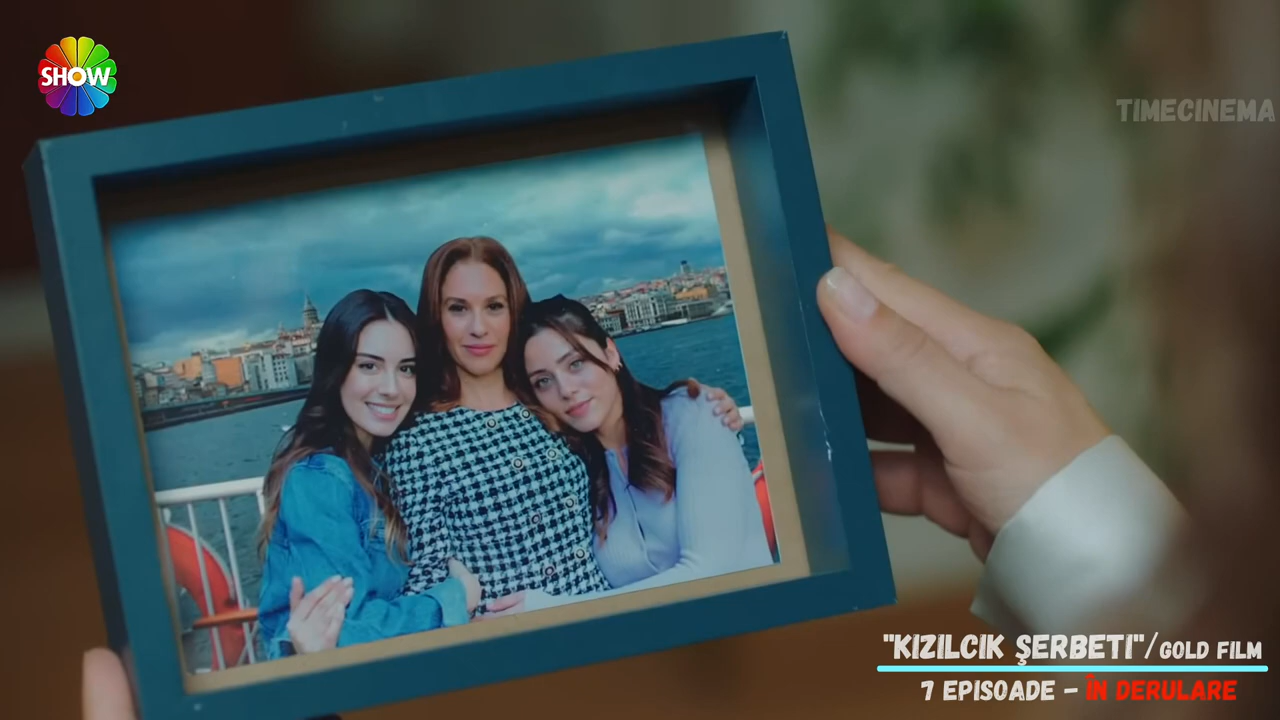 SHOW
TIMECINEMA
"KIZILCIK ŞERBETI"/GOLD FILM
7 EPISOADE - ÎN DERULARE